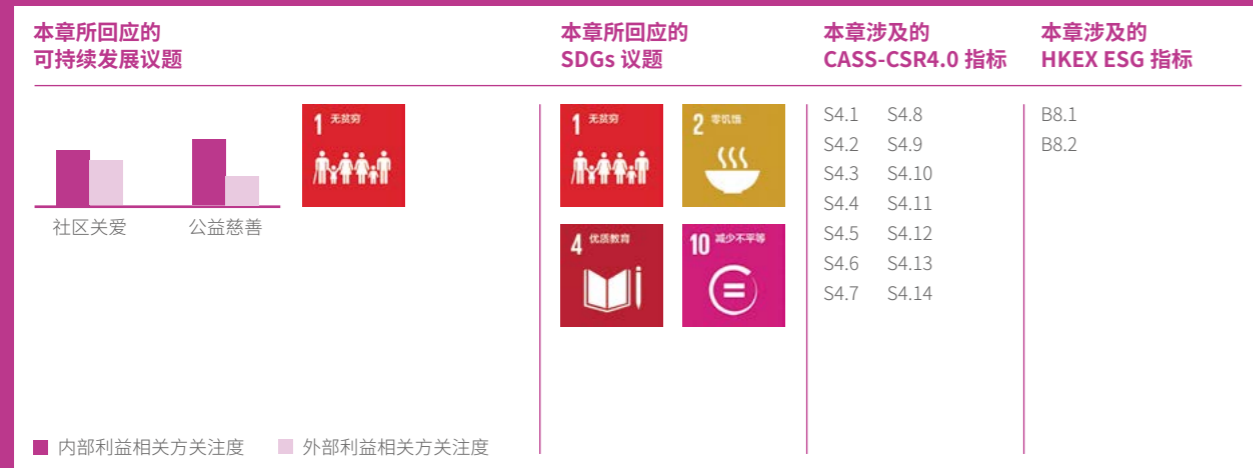 本章所回应的
可持续发展议题
1 无贫穷
社区关爱
公益慈善
内部利益相关方关注度
外部利益相关方关注度
本章所回应的
SDGs 议题
1 无贫穷
2 零饥饿
4 优质教育
10 减少不平等
本章涉及的
CASS-CSR4.0 指标
S4.1 S4.8
S4.2 S4.9
S4.3 S4.10
S4.4 S4.11
S4.5 S4.12
S4.6 S4.13
S4.7 S4.14
本章涉及的
HKEX ESG 指标
B8.1
B8.2